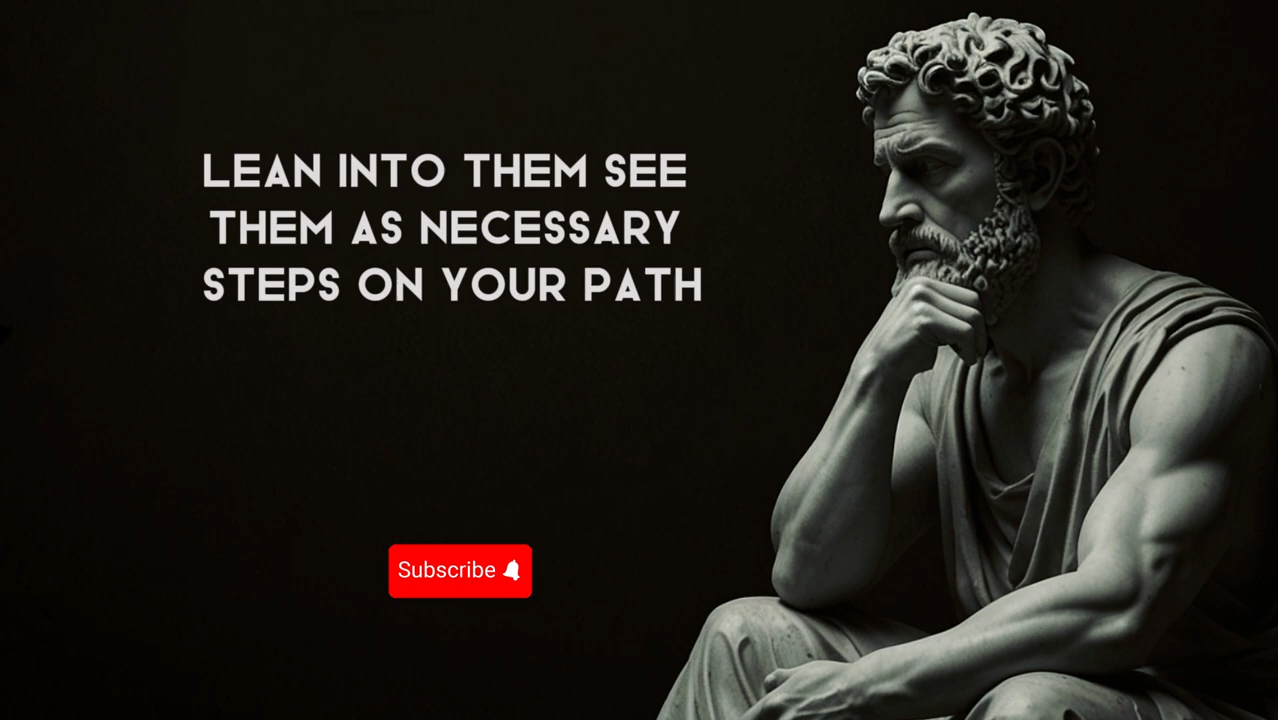 LEAN INTO THEM SEE
THEM AS NECESSARY
STEPS ON YOUR PATH
Subscribe